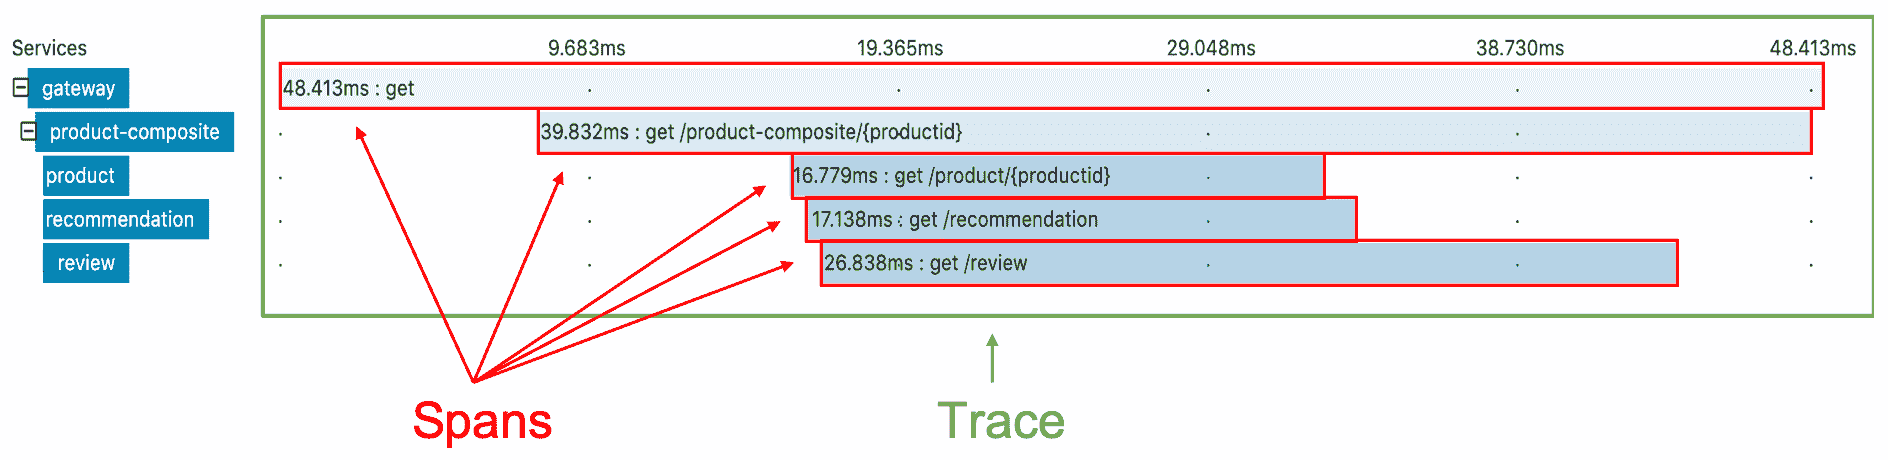 Services 9.683ms 19.365ms 29.048ms 38.730ms 48.413ms
gateway 48.413ms : get
product-composite 39.832ms : get /product-composite/{productid}
product 16.779ms : get /product/{productid}
recommendation 17.138ms : get /recommendation
review 26.838ms : get /review
Spans Trace